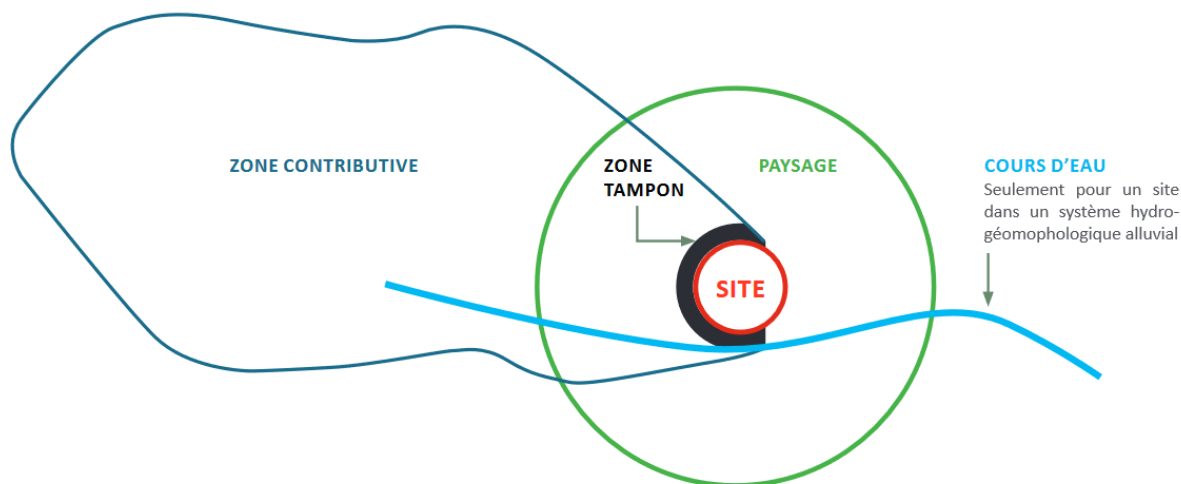 ZONE CONTRIBUTIVE
ZONE
TAMPON
PAYSAGE
COURS D'EAU
Seulement pour un site
dans un système hydro-
géomophologique alluvial
SITE